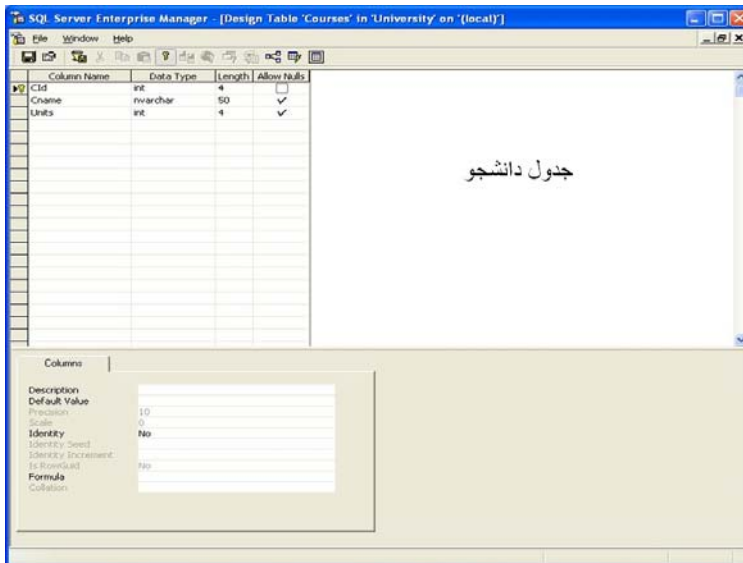 SQL Server Enterprise Manager - [Design Table 'Courses' in 'University' on '(local)']
File Window Help
Column Name Data Type Length Allow Nulls
CId int 4
Cname nvarchar 50
Units int 4
جدول دانشجو
Columns
Description
Default Value
Precision 10
Scale 0
Identity No
Identity Seed
Identity Increment
Is RowGuid No
Formula
Collation